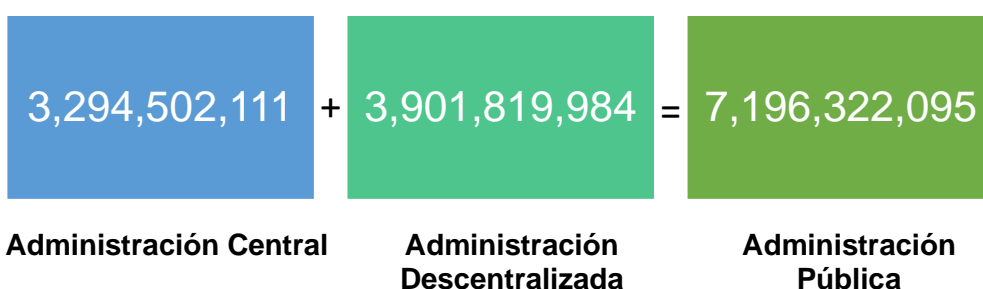 3,294,502,111 + 3,901,819,984 = 7,196,322,095
Administración Central
Administración
Descentralizada
Administración
Pública